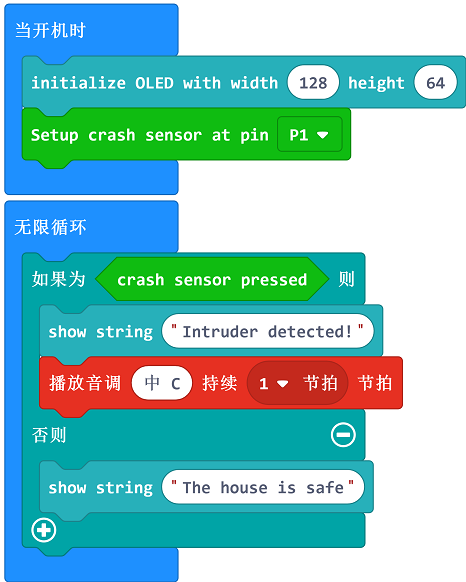 当开机时
initialize OLED with width 128 height 64
Setup crash sensor at pin P1
无限循环
如果为 crash sensor pressed 则
show string "Intruder detected!"
播放音调 中 C 持续 1 节拍 节拍
否则
show string "The house is safe"